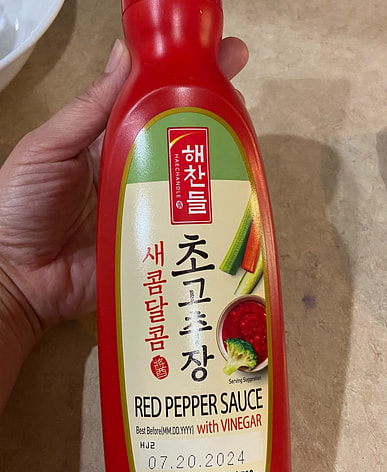 해찬들
HAECHANDLE
새콤달콤
초고추장
Serving Suggestion
RED PEPPER SAUCE
Best Before(MM.DD.YYYY) with VINEGAR
HJ2
07.20.2024